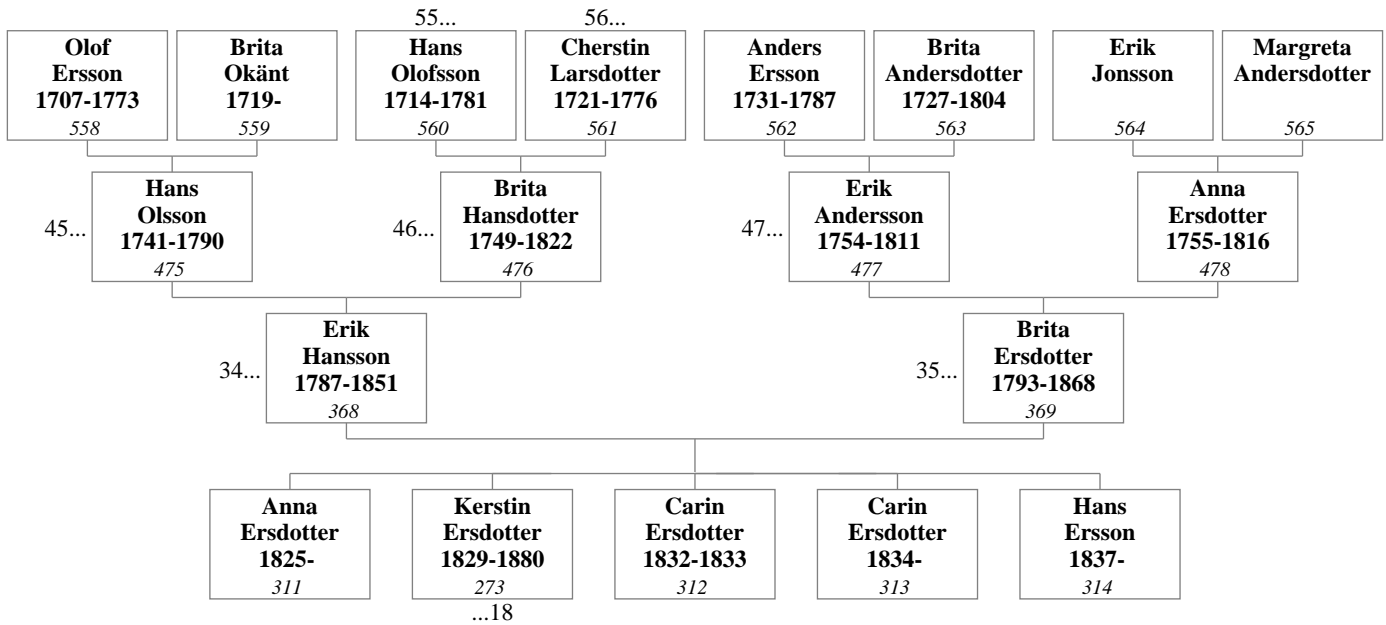 55...
56...
Olof
Ersson
1707-1773
558
Brita
Okänt
1719-
559
Hans
Olofsson
1714-1781
560
Cherstin
Larsdotter
1721-1776
561
Anders
Ersson
1731-1787
562
Brita
Andersdotter
1727-1804
563
Erik
Jonsson
564
Margreta
Andersdotter
565
45...
Hans
Olsson
1741-1790
475
46...
Brita
Hansdotter
1749-1822
476
47...
Erik
Andersson
1754-1811
477
Anna
Ersdotter
1755-1816
478
34...
Erik
Hansson
1787-1851
368
35...
Brita
Ersdotter
1793-1868
369
Anna
Ersdotter
1825-
311
Kerstin
Ersdotter
1829-1880
273
...18
Carin
Ersdotter
1832-1833
312
Carin
Ersdotter
1834-
313
Hans
Ersson
1837-
314